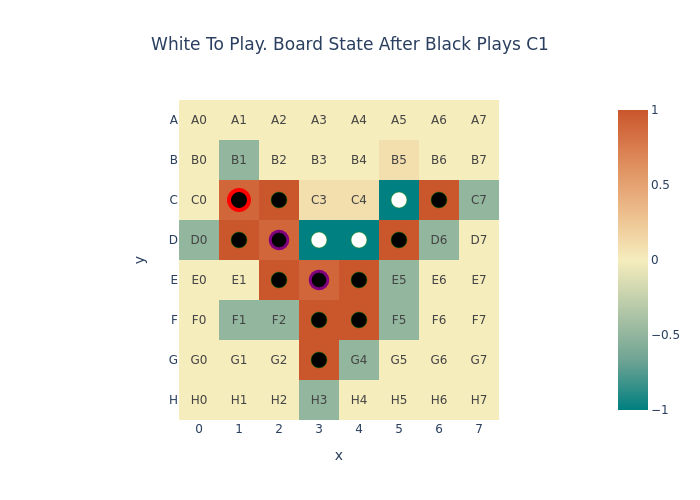 White To Play. Board State After Black Plays C1
A A0 A1 A2 A3 A4 A5 A6 A7
1
B B0 B1 B2 B3 B4 B5 B6 B7
0.5
C C0 C3 C4 C7
D D0 D6 D7
y
0
E E0 E1 E5 E6 E7
F F0 F1 F2 F5 F6 F7
−0.5
G G0 G1 G2 G4 G5 G6 G7
H H0 H1 H2 H3 H4 H5 H6 H7
−1
0 1 2 3 4 5 6 7
x